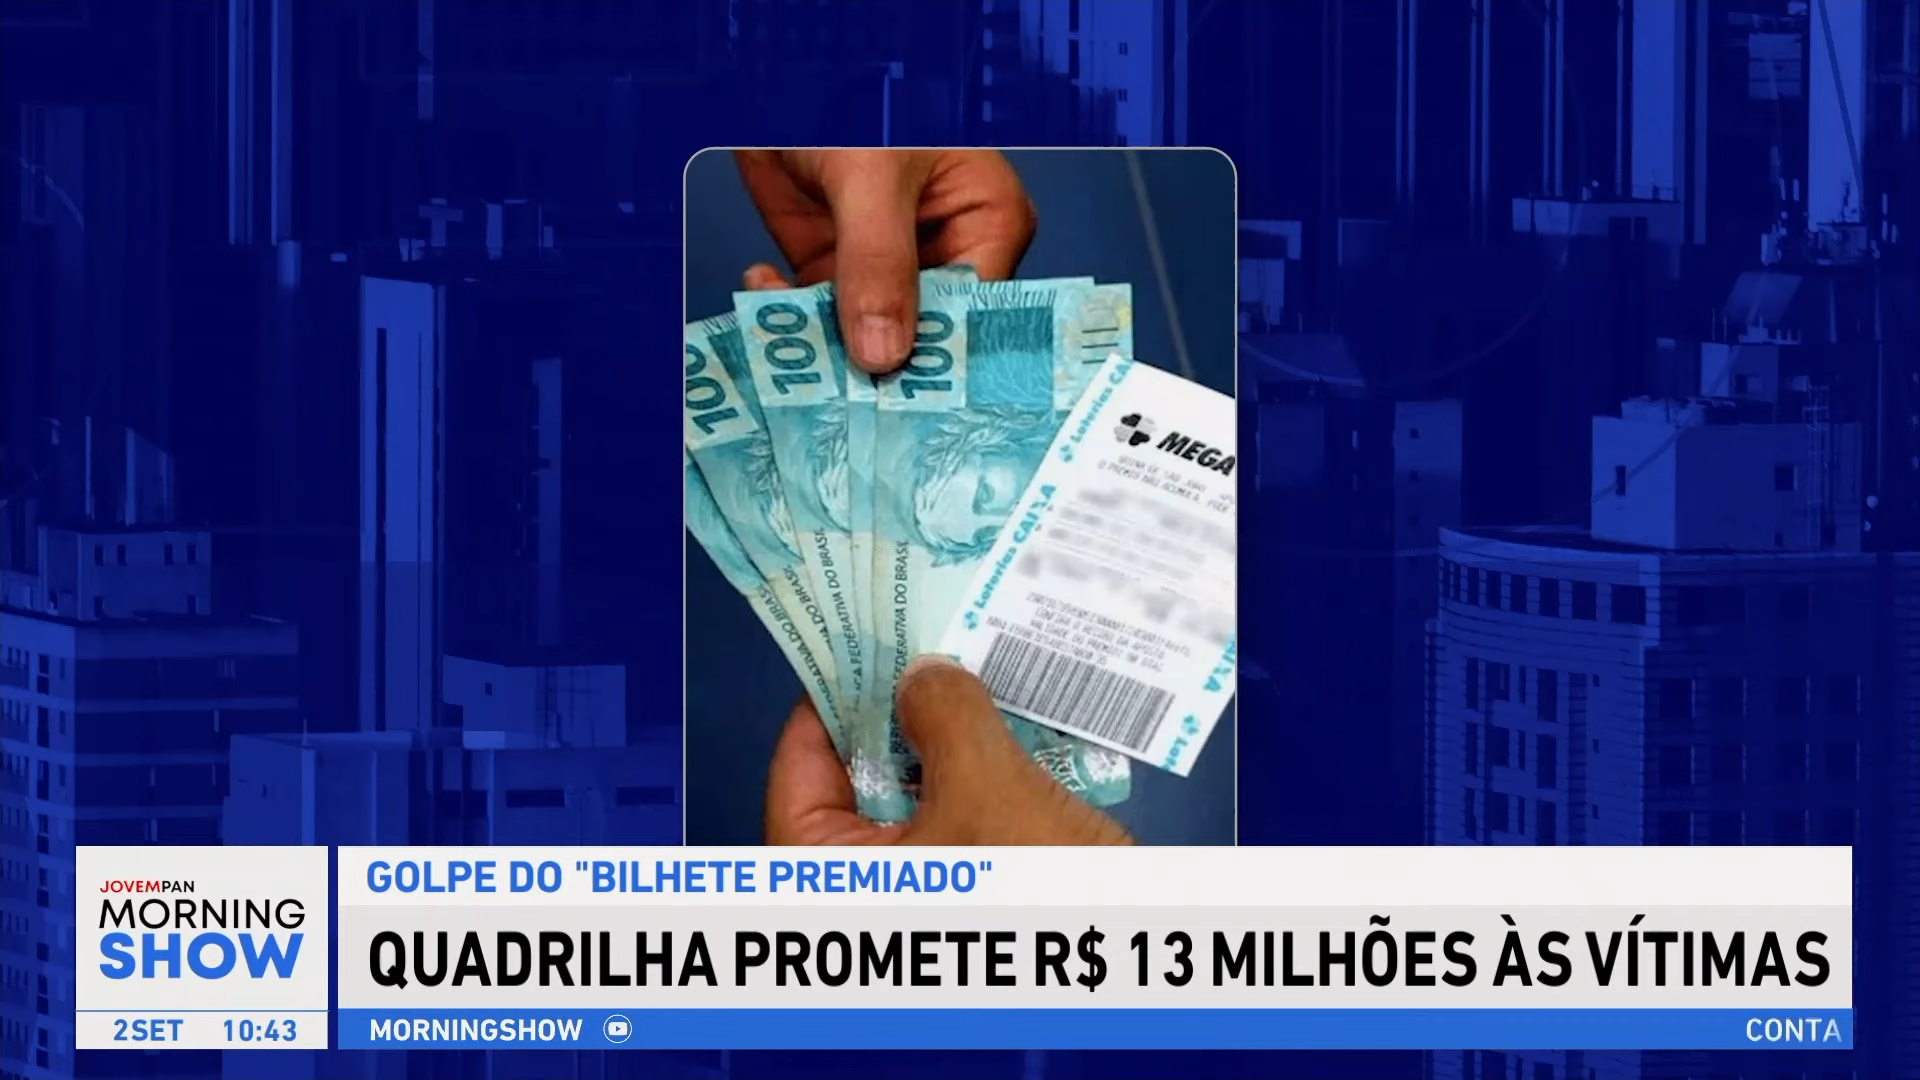 100
100
100
Loterias CA
MEGA
Loterias CAIXA
REPÚBLICA FEDERATIVA DO BRASIL
GOLPE DO "BILHETE PREMIADO"
JOVEMPAN
MORNING
SHOW
QUADRILHA PROMETE R$ 13 MILHÕES ÀS VÍTIMAS
2SET 10:43
MORNINGSHOW
CONTA